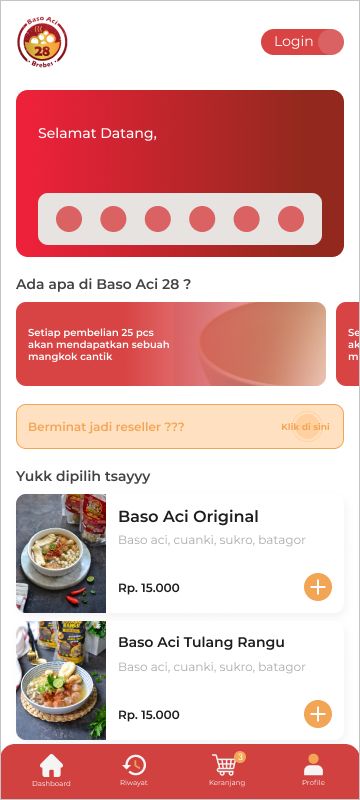 Baso Aci
28
Brebes
Login
Selamat Datang,
Ada apa di Baso Aci 28 ?
Setiap pembelian 25 pcs
akan mendapatkan sebuah
mangkok cantik
Se
ak
m
Berminat jadi reseller ???
Klik di sini
Yukk dipilih tsayyy
Baso Aci Original
Baso aci, cuanki, sukro, batagor
Rp. 15.000
Baso Aci Tulang Rangu
Baso aci, cuanki, sukro, batagor
Rp. 15.000
3
Dashboard
Riwayat
Keranjang
Profile